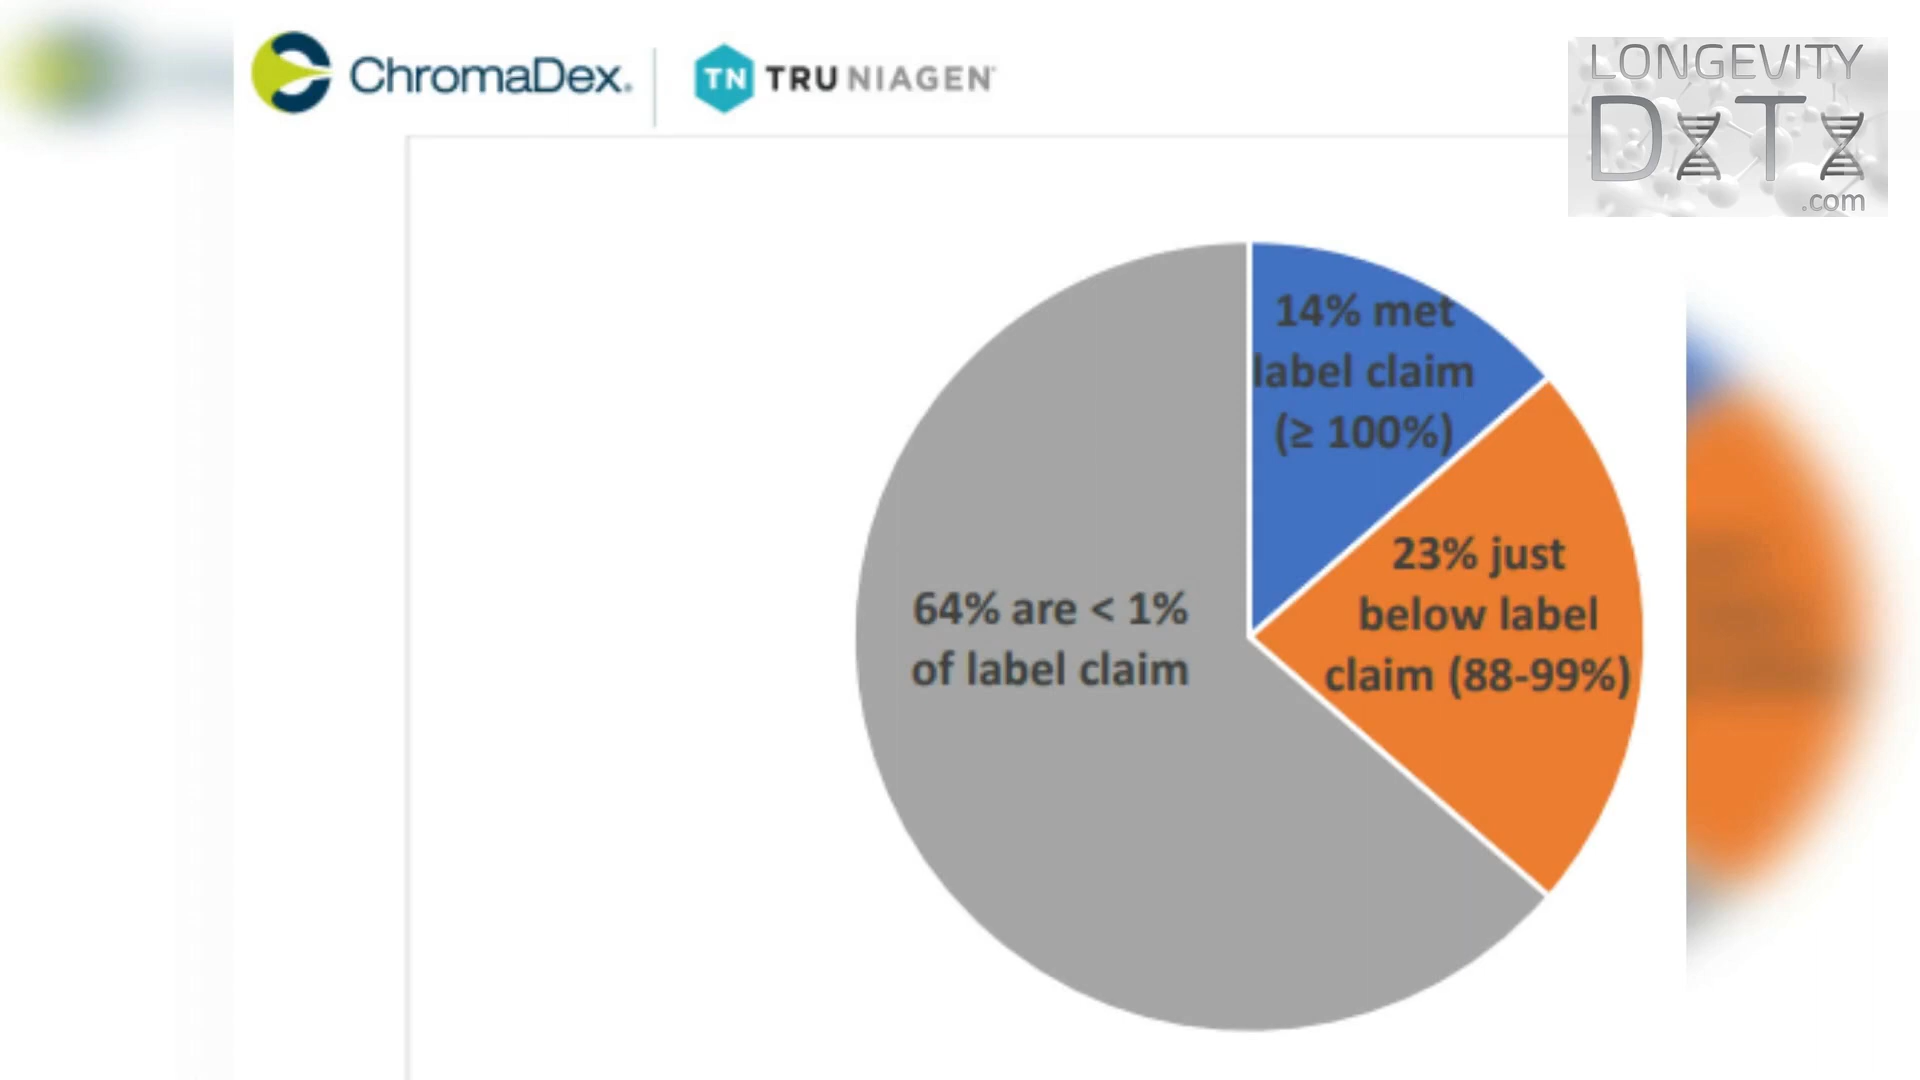 ChromaDex.
TN TRU NIAGEN
LONGEVITY
DATA
.com
14% met
label claim
(≥ 100%)
23% just
below label
claim (88-99%)
64% are < 1%
of label claim